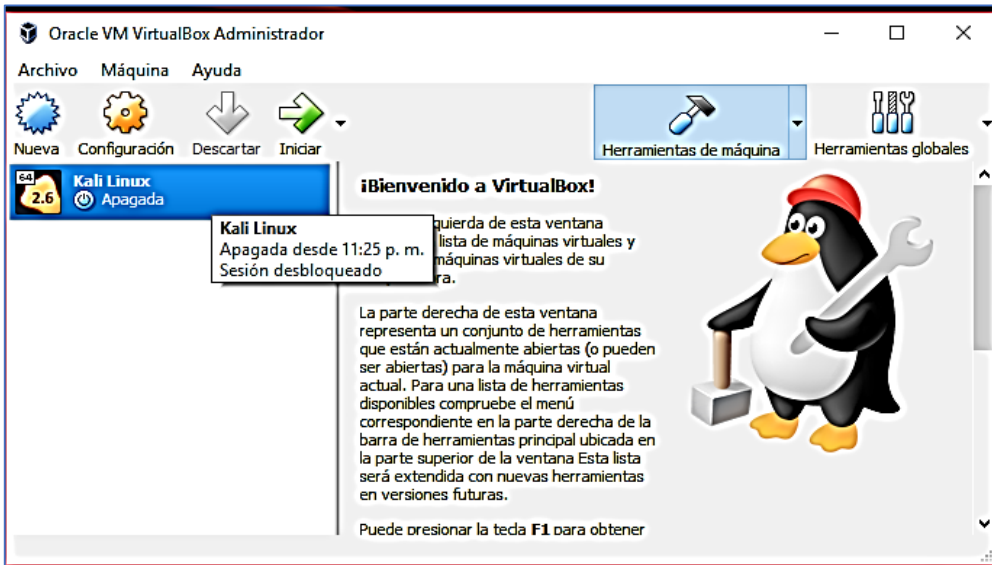 Oracle VM VirtualBox Administrador
Archivo Máquina Ayuda
Nueva Configuración Descartar Iniciar
Herramientas de máquina Herramientas globales
64
2.6
Kali Linux
Apagada
Kali Linux
Apagada desde 11:25 p. m.
Sesión desbloqueado
¡Bienvenido a VirtualBox!
de esta ventana
lista de máquinas virtuales y
máquinas virtuales de su
La parte derecha de esta ventana
representa un conjunto de herramientas
que están actualmente abiertas (o pueden
ser abiertas) para la máquina virtual
actual. Para una lista de herramientas
disponibles compruebe el menú
correspondiente en la parte derecha de la
barra de herramientas principal ubicada en
la parte superior de la ventana Esta lista
será extendida con nuevas herramientas
en versiones futuras.
Puede presionar la tecla F1 para obtener